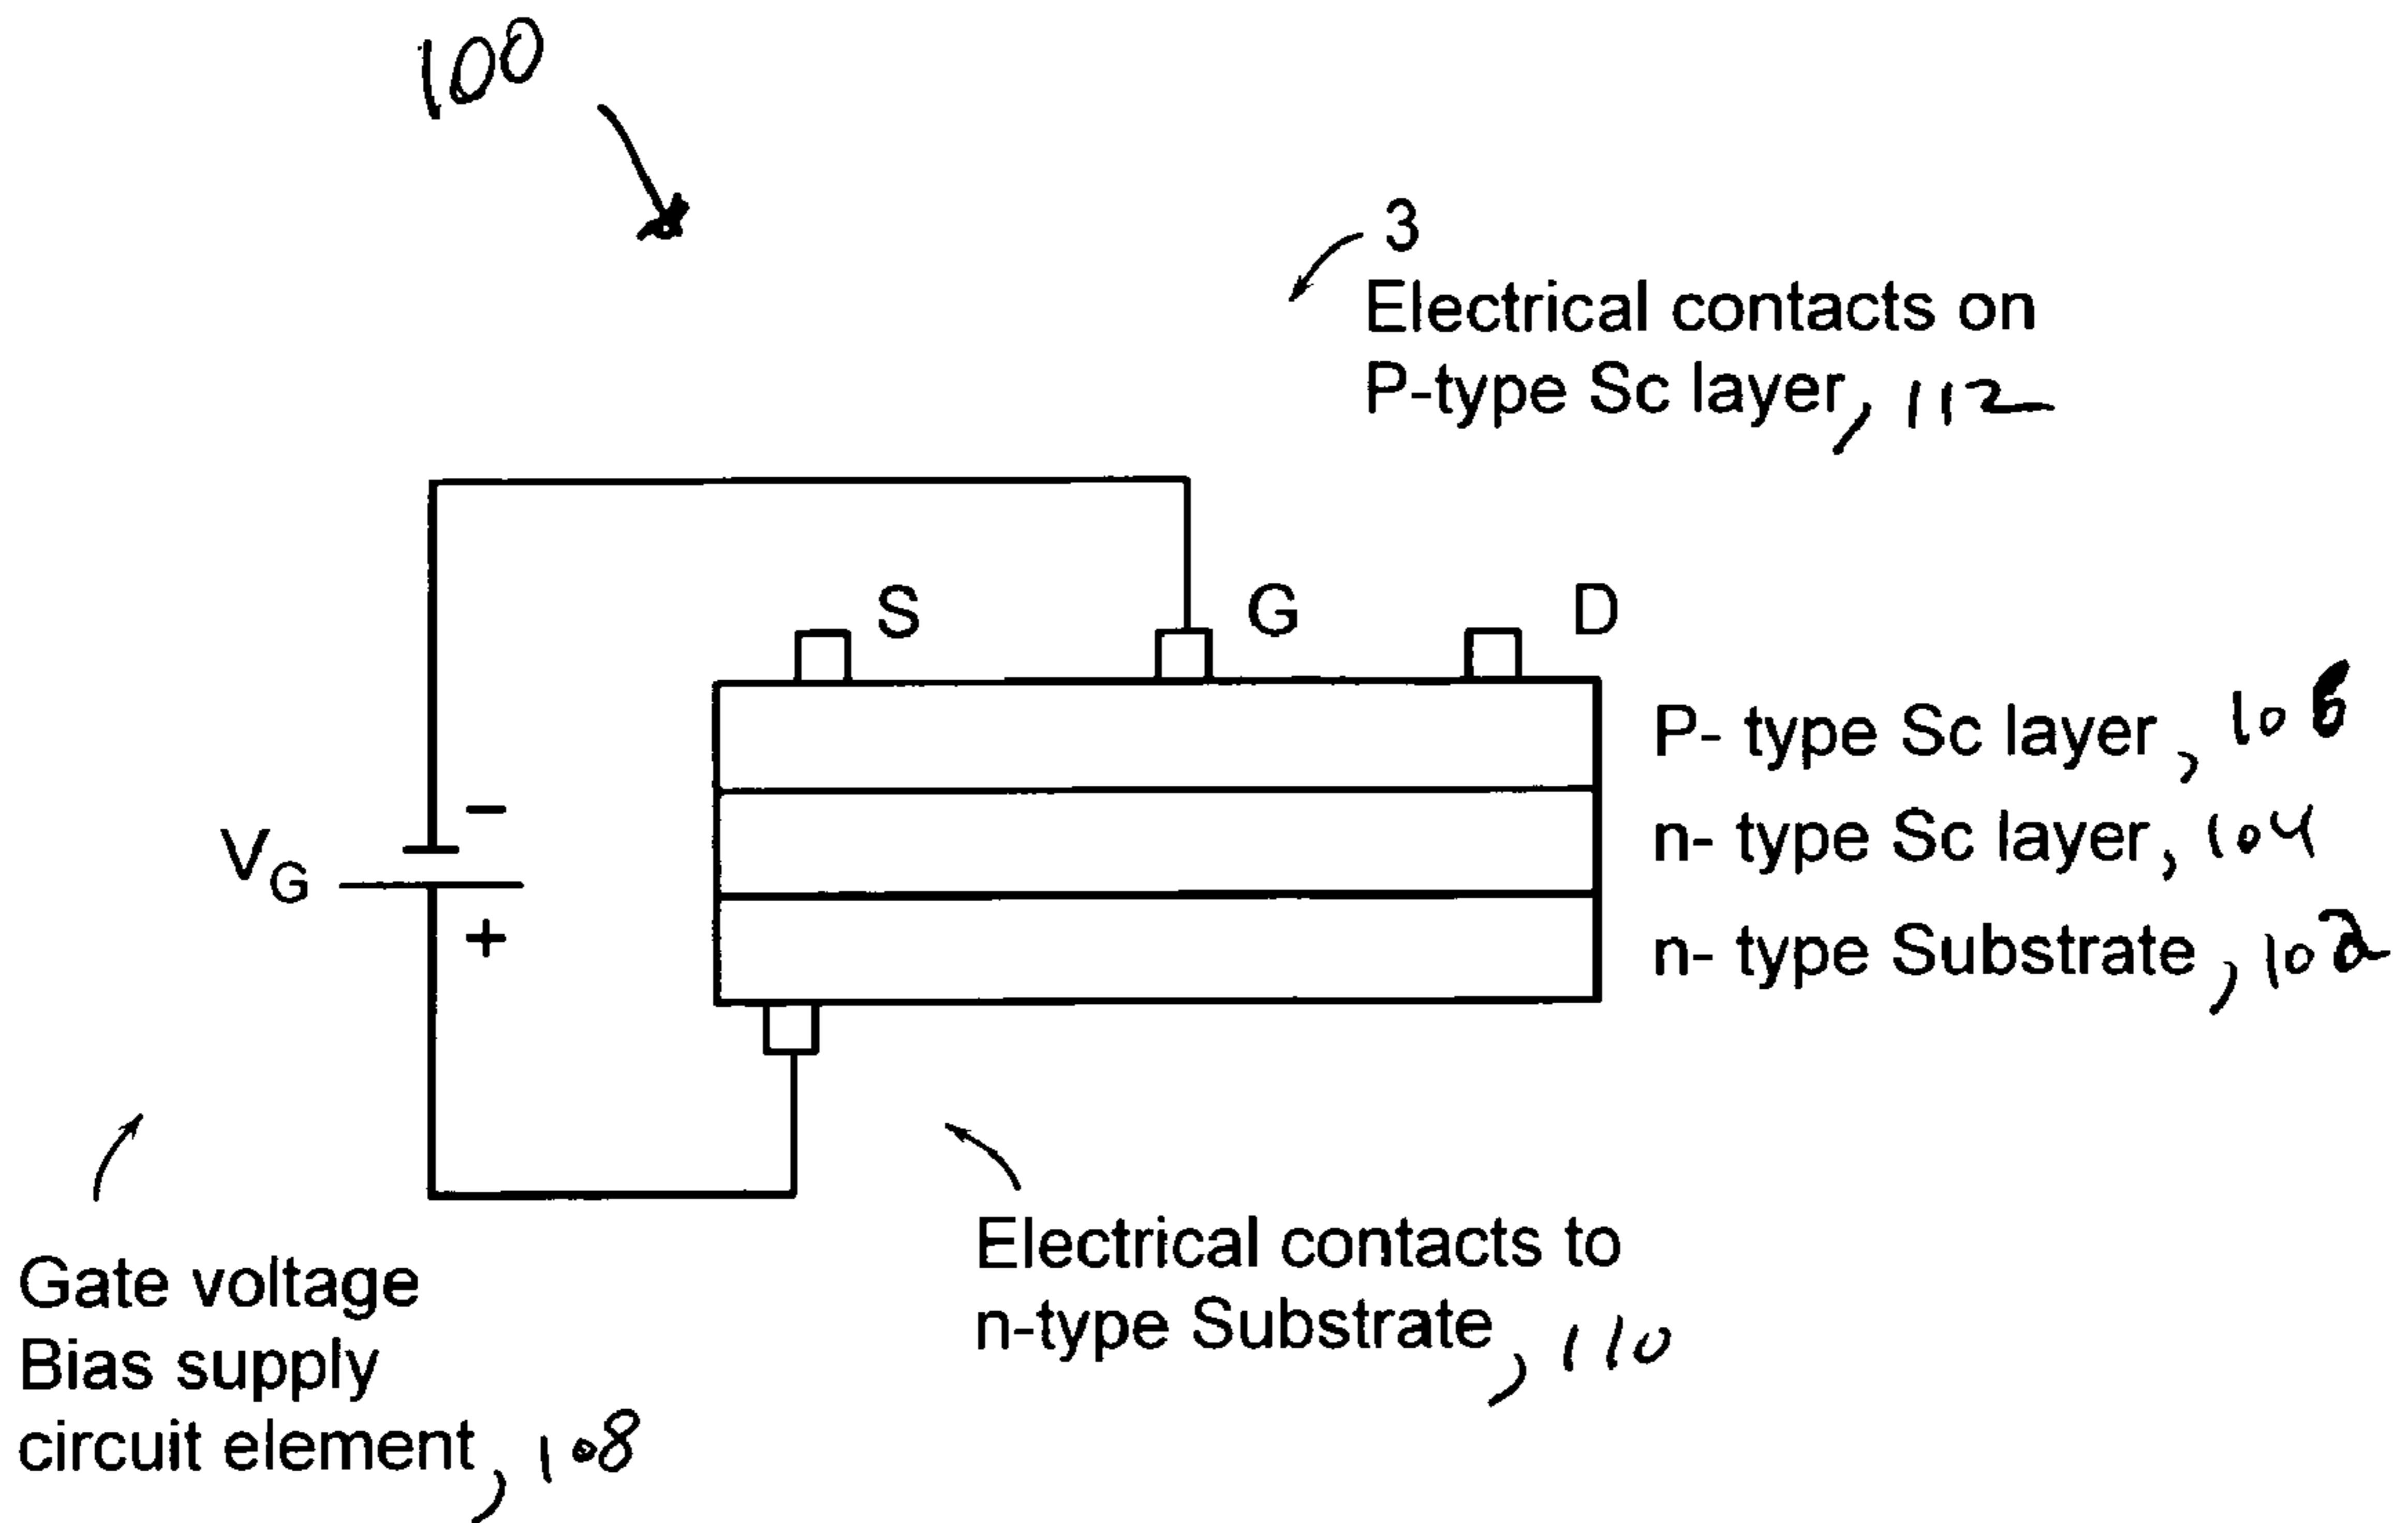 100
3
Electrical contacts on
P-type Sc layer, 112
S G D
P- type Sc layer, 106
n- type Sc layer, 104
n- type Substrate, 102
−
VG
+
Electrical contacts to
n-type Substrate, 110
Gate voltage
Bias supply
circuit element, 108